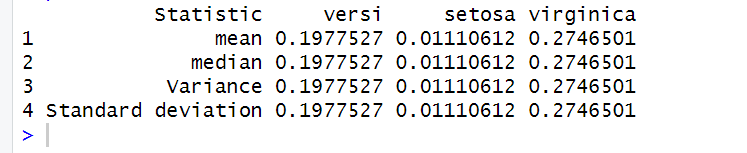 Statistic versi setosa virginica
1 mean 0.1977527 0.01110612 0.2746501
2 median 0.1977527 0.01110612 0.2746501
3 Variance 0.1977527 0.01110612 0.2746501
4 Standard deviation 0.1977527 0.01110612 0.2746501
>